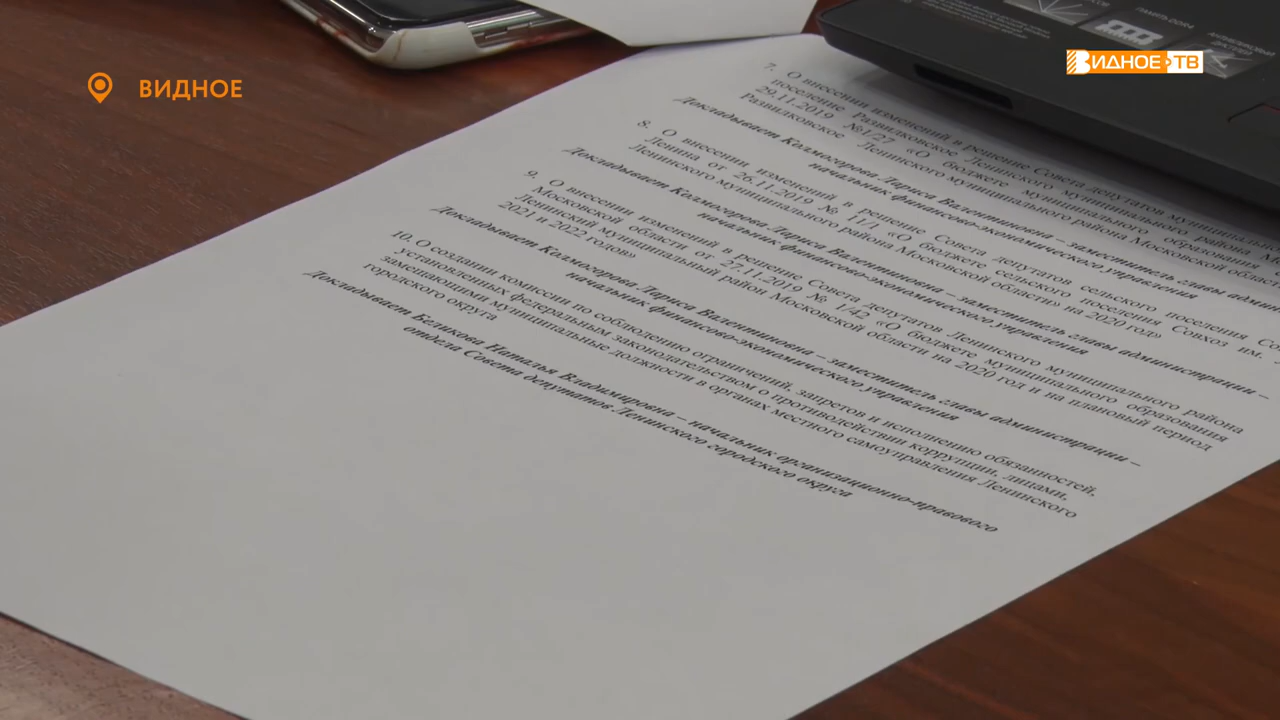 ВИДНОЕ
ВИДНОЕ ТВ
ПАМЯТЬ DDR4
7. О внесении изменений в решение Совета депутатов муниципального
поселение Развилковское Ленинского муниципального района
29.11.2019 №1/27 «О бюджете муниципального образования
Развилковское Ленинского муниципального района Московской области
Докладывает Колмогорова Лариса Валентиновна – заместитель главы
начальник финансово-экономического управления
8. О внесении изменений в решение Совета депутатов сельского поселения
Ленина от 26.11.2019 № 1/1 «О бюджете сельского поселения Совхоз им.
Ленинского муниципального района Московской области» на 2020 год»
Докладывает Колмогорова Лариса Валентиновна – заместитель главы администрации –
начальник финансово-экономического управления
9. О внесении изменений в решение Совета депутатов Ленинского муниципального района
Московской области от 27.11.2019 № 1/42 «О бюджете муниципального образования
Ленинский муниципальный район Московской области на 2020 год и на плановый период
2021 и 2022 годов»
Докладывает Колмогорова Лариса Валентиновна – заместитель главы администрации –
начальник финансово-экономического управления
10. О создании комиссии по соблюдению ограничений, запретов и исполнению обязанностей,
установленных федеральным законодательством о противодействии коррупции, лицами,
замещающими муниципальные должности в органах местного самоуправления Ленинского
городского округа
Докладывает Беликова Наталья Владимировна – начальник организационно-правового
отдела Совета депутатов Ленинского городского округа